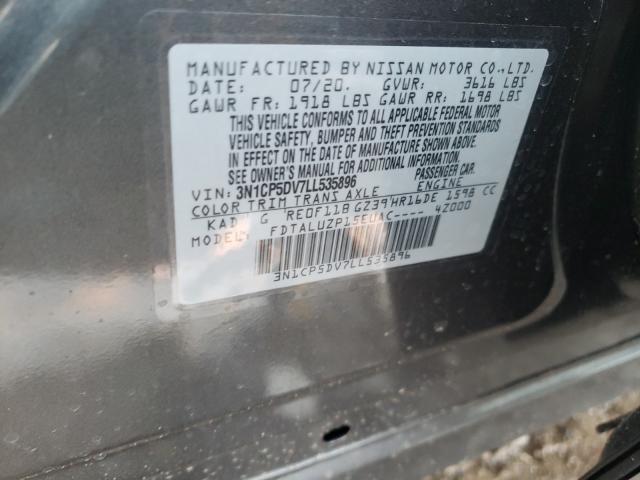 MANUFACTURED BY NISSAN MOTOR CO.,LTD.
DATE: 07/20. GVWR: 3616 LBS
GAWR FR: 1918 LBS GAWR RR: 1698 LBS
THIS VEHICLE CONFORMS TO ALL APPLICABLE FEDERAL MOTOR
VEHICLE SAFETY, BUMPER AND THEFT PREVENTION STANDARDS
IN EFFECT ON THE DATE OF MANUFACTURE SHOWN ABOVE.
SEE OWNER'S MANUAL FOR ADDITIONAL INFORMATION.
VIN: 3N1CP5DV7LL535896 PASSENGER CAR.
COLOR TRIM TRANS AXLE ENGINE
KAD G RE0F11B GZ39 HR16DE 1598 CC
MODEL: FDTALUZP15EUAC---- 42000
3N1CP5DV7LL535896